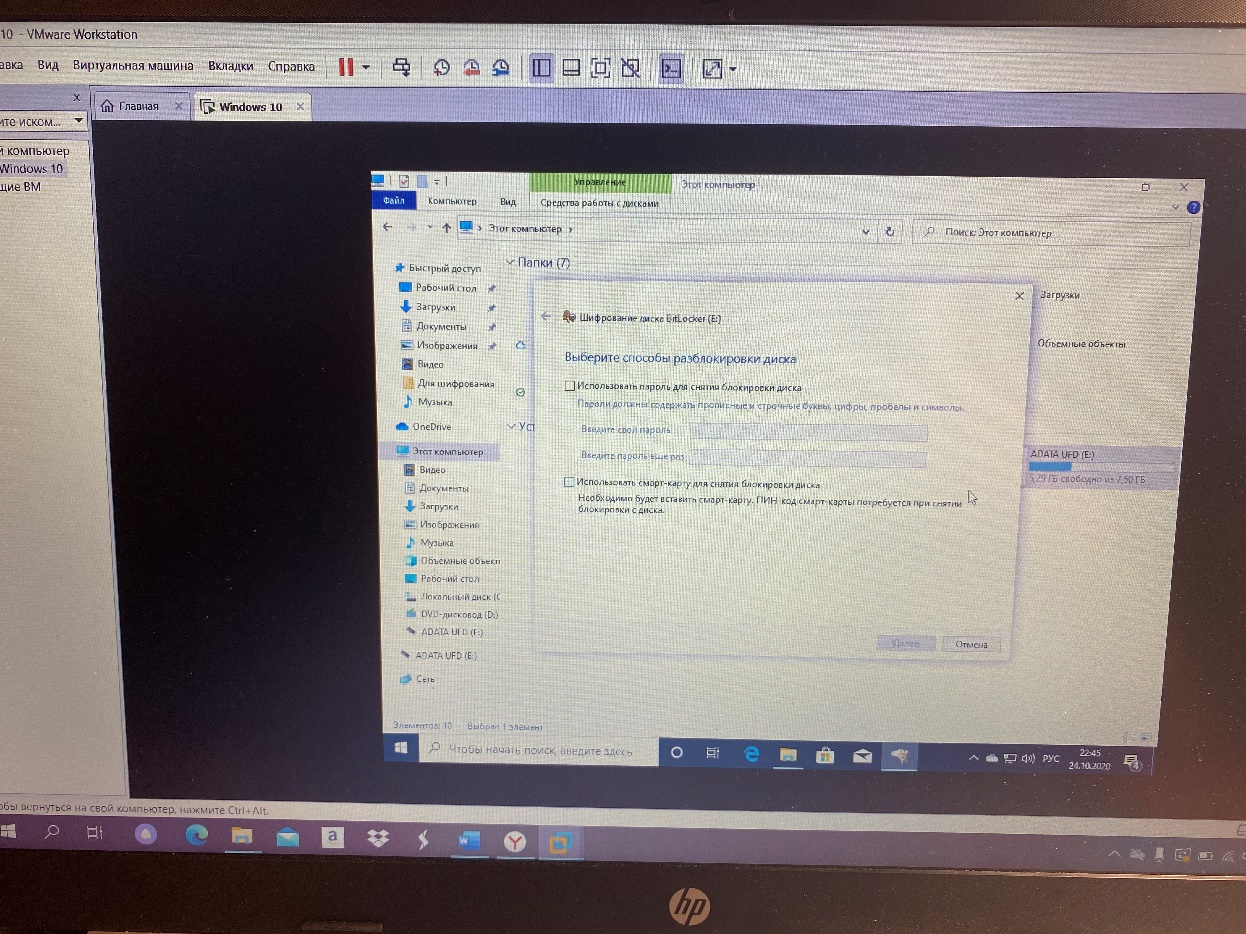 10 - VMware Workstation
авка Вид Виртуальная машина Вкладки Справка
Главная
Windows 10
ите иском...
й компьютер
Windows 10
щие ВМ
Управление
Этот компьютер
Файл
Компьютер
Вид
Средства работы с дисками
Этот компьютер
Поиск: Этот компьютер
Быстрый доступ
Рабочий стол
Загрузки
Документы
Изображения
Видео
Для шифрования
Музыка
OneDrive
Этот компьютер
Видео
Документы
Загрузки
Изображения
Музыка
Объемные объект
Рабочий стол
Локальный диск (C
DVD-дисковод (D:)
ADATA UFD (F:)
ADATA UFD (E:)
Сеть
Папки (7)
Уст
Загрузки
Объемные объекты
ADATA UFD (E:)
5,29 ГБ свободно из 7,50 ГБ
Шифрование диска BitLocker (E:)
Выберите способы разблокировки диска
Использовать пароль для снятия блокировки диска
Пароли должны содержать прописные и строчные буквы, цифры, пробелы и символы.
Введите свой пароль
Введите пароль еще раз
Использовать смарт-карту для снятия блокировки диска
Необходимо будет вставить смарт-карту. ПИН-код смарт-карты потребуется при снятии
блокировки с диска.
Далее
Отмена
Элементов: 10 Выбран 1 элемент
Чтобы начать поиск, введите здесь
РУС
22:45
24.10.2020
4
обы вернуться на свой компьютер, нажмите Ctrl+Alt.
hp